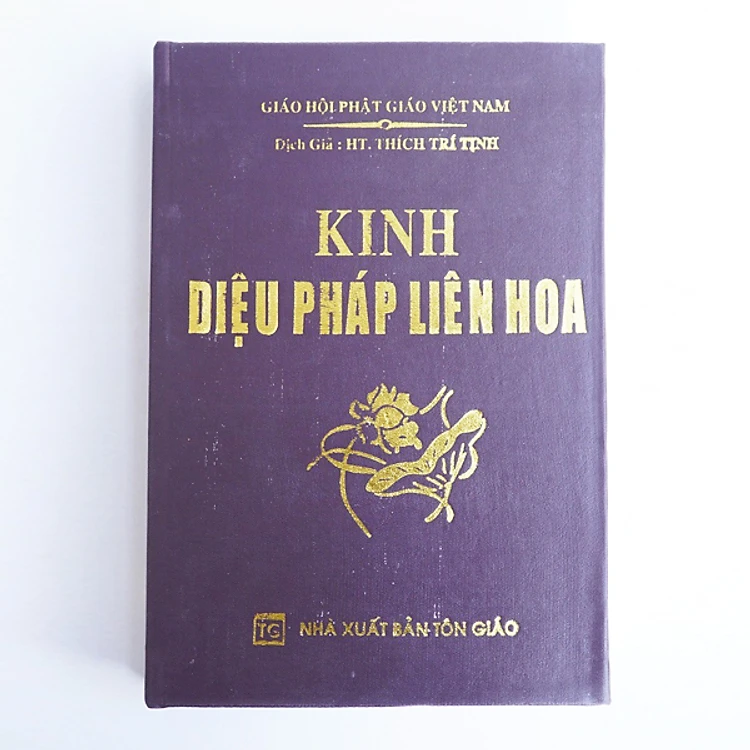 GIÁO HỘI PHẬT GIÁO VIỆT NAM
Dịch Giả : HT. THÍCH TRÍ TỊNH
KINH
DIỆU PHÁP LIÊN HOA
TG NHÀ XUẤT BẢN TÔN GIÁO